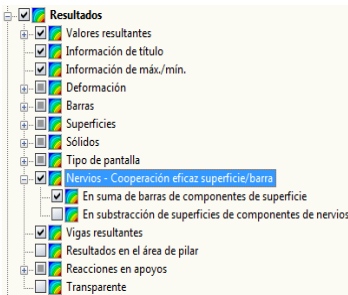 Resultados
Valores resultantes
Información de título
Información de máx./mín.
Deformación
Barras
Superficies
Sólidos
Tipo de pantalla
Nervios - Cooperación eficaz superficie/barra
En suma de barras de componentes de superficie
En substracción de superficies de componentes de nervios
Vigas resultantes
Resultados en el área de pilar
Reacciones en apoyos
Transparente